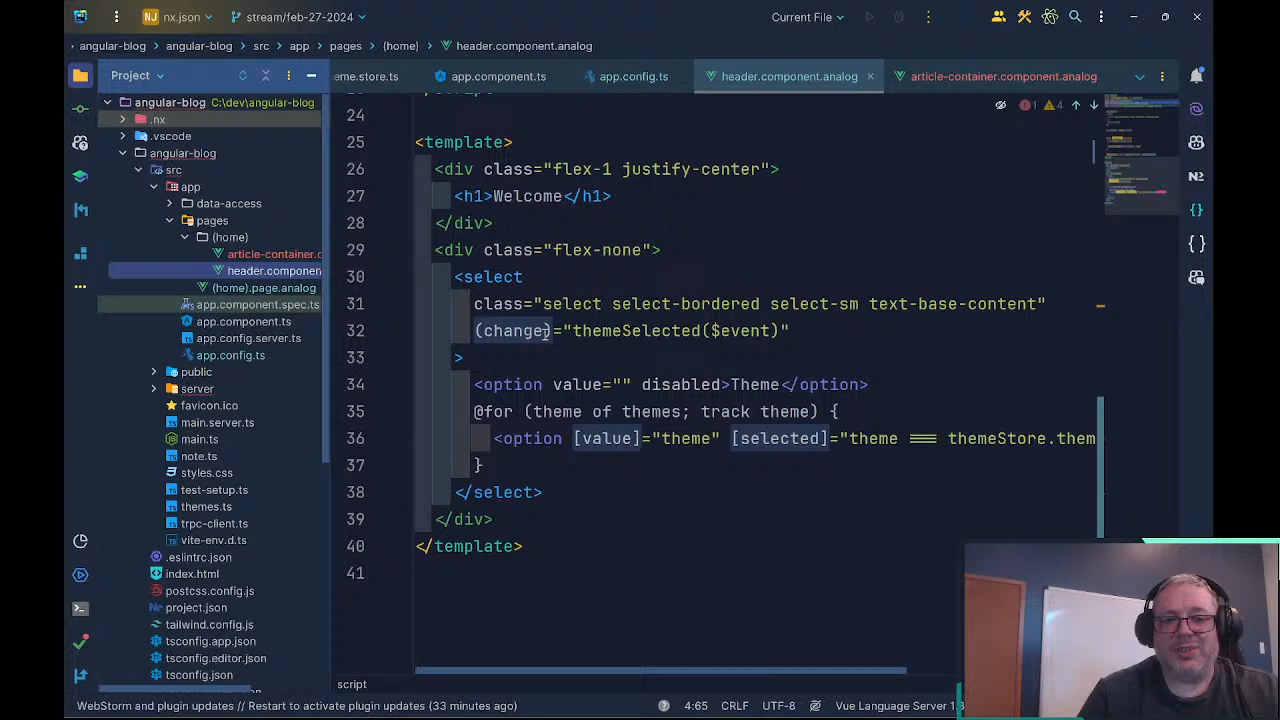 NJ nx.json
stream/feb-27-2024
Current File
angular-blog
angular-blog
src
app
pages
(home)
header.component.analog
Project
eme.store.ts
app.component.ts
app.config.ts
header.component.analog
article-container.component.analog
angular-blog C:\dev\angular-blog
.nx
.vscode
angular-blog
src
app
data-access
pages
(home)
article-container.c
header.componen
(home).page.analog
app.component.spec.ts
app.component.ts
app.config.server.ts
app.config.ts
public
server
favicon.ico
main.server.ts
main.ts
note.ts
styles.css
test-setup.ts
themes.ts
trpc-client.ts
vite-env.d.ts
.eslintrc.json
index.html
postcss.config.js
project.json
tailwind.config.js
tsconfig.app.json
tsconfig.editor.json
tsconfig.json
1 4
24
25 <template>
26 <div class="flex-1 justify-center">
27 <h1>Welcome</h1>
28 </div>
29 <div class="flex-none">
30 <select
31 class="select select-bordered select-sm text-base-content"
32 (change)="themeSelected($event)"
33 >
34 <option value="" disabled>Theme</option>
35 @for (theme of themes; track theme) {
36 <option [value]="theme" [selected]="theme === themeStore.them
37 }
38 </select>
39 </div>
40 </template>
41
N2
script
WebStorm and plugin updates // Restart to activate plugin updates (33 minutes ago)
4:65
CRLF
UTF-8
Vue Language Server 1.8